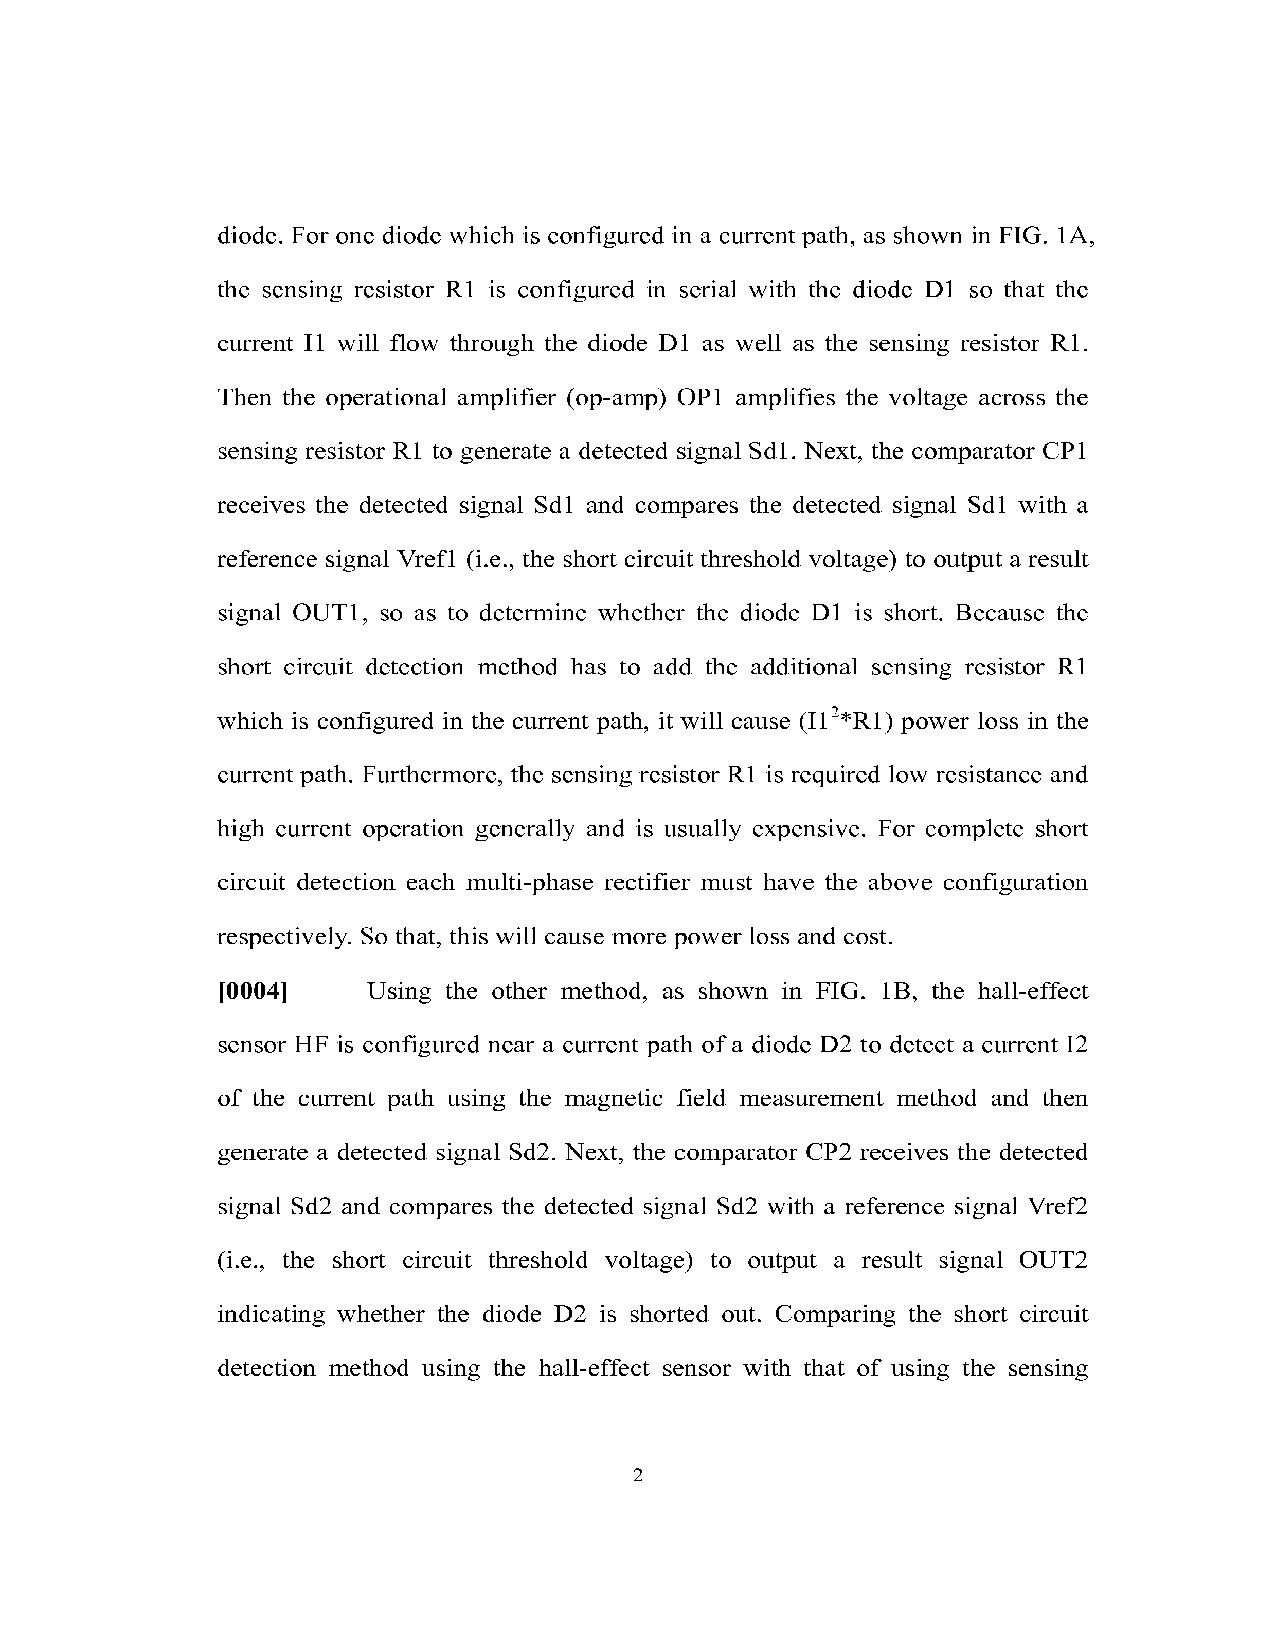 diode. For one diode which is configured in a current path, as shown in FIG. 1A,
the sensing resistor R1 is configured in serial with the diode D1 so that the
current I1 will flow through the diode D1 as well as the sensing resistor R1.
Then the operational amplifier (op-amp) OP1 amplifies the voltage across the
sensing resistor R1 to generate a detected signal Sd1. Next, the comparator CP1
receives the detected signal Sd1 and compares the detected signal Sd1 with a
reference signal Vref1 (i.e., the short circuit threshold voltage) to output a result
signal OUT1, so as to determine whether the diode D1 is short. Because the
short circuit detection method has to add the additional sensing resistor R1
which is configured in the current path, it will cause (I1²*R1) power loss in the
current path. Furthermore, the sensing resistor R1 is required low resistance and
high current operation generally and is usually expensive. For complete short
circuit detection each multi-phase rectifier must have the above configuration
respectively. So that, this will cause more power loss and cost.
[0004] Using the other method, as shown in FIG. 1B, the hall-effect
sensor HF is configured near a current path of a diode D2 to detect a current I2
of the current path using the magnetic field measurement method and then
generate a detected signal Sd2. Next, the comparator CP2 receives the detected
signal Sd2 and compares the detected signal Sd2 with a reference signal Vref2
(i.e., the short circuit threshold voltage) to output a result signal OUT2
indicating whether the diode D2 is shorted out. Comparing the short circuit
detection method using the hall-effect sensor with that of using the sensing
2